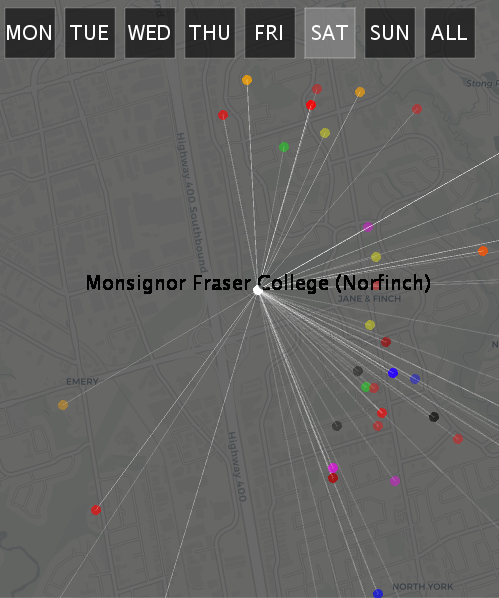 MON TUE WED THU FRI SAT SUN ALL
Highway 400 Southbound
Monsignor Fraser College (Norfinch)
JANE & FINCH
EMERY
Highway 400
NORTH YORK